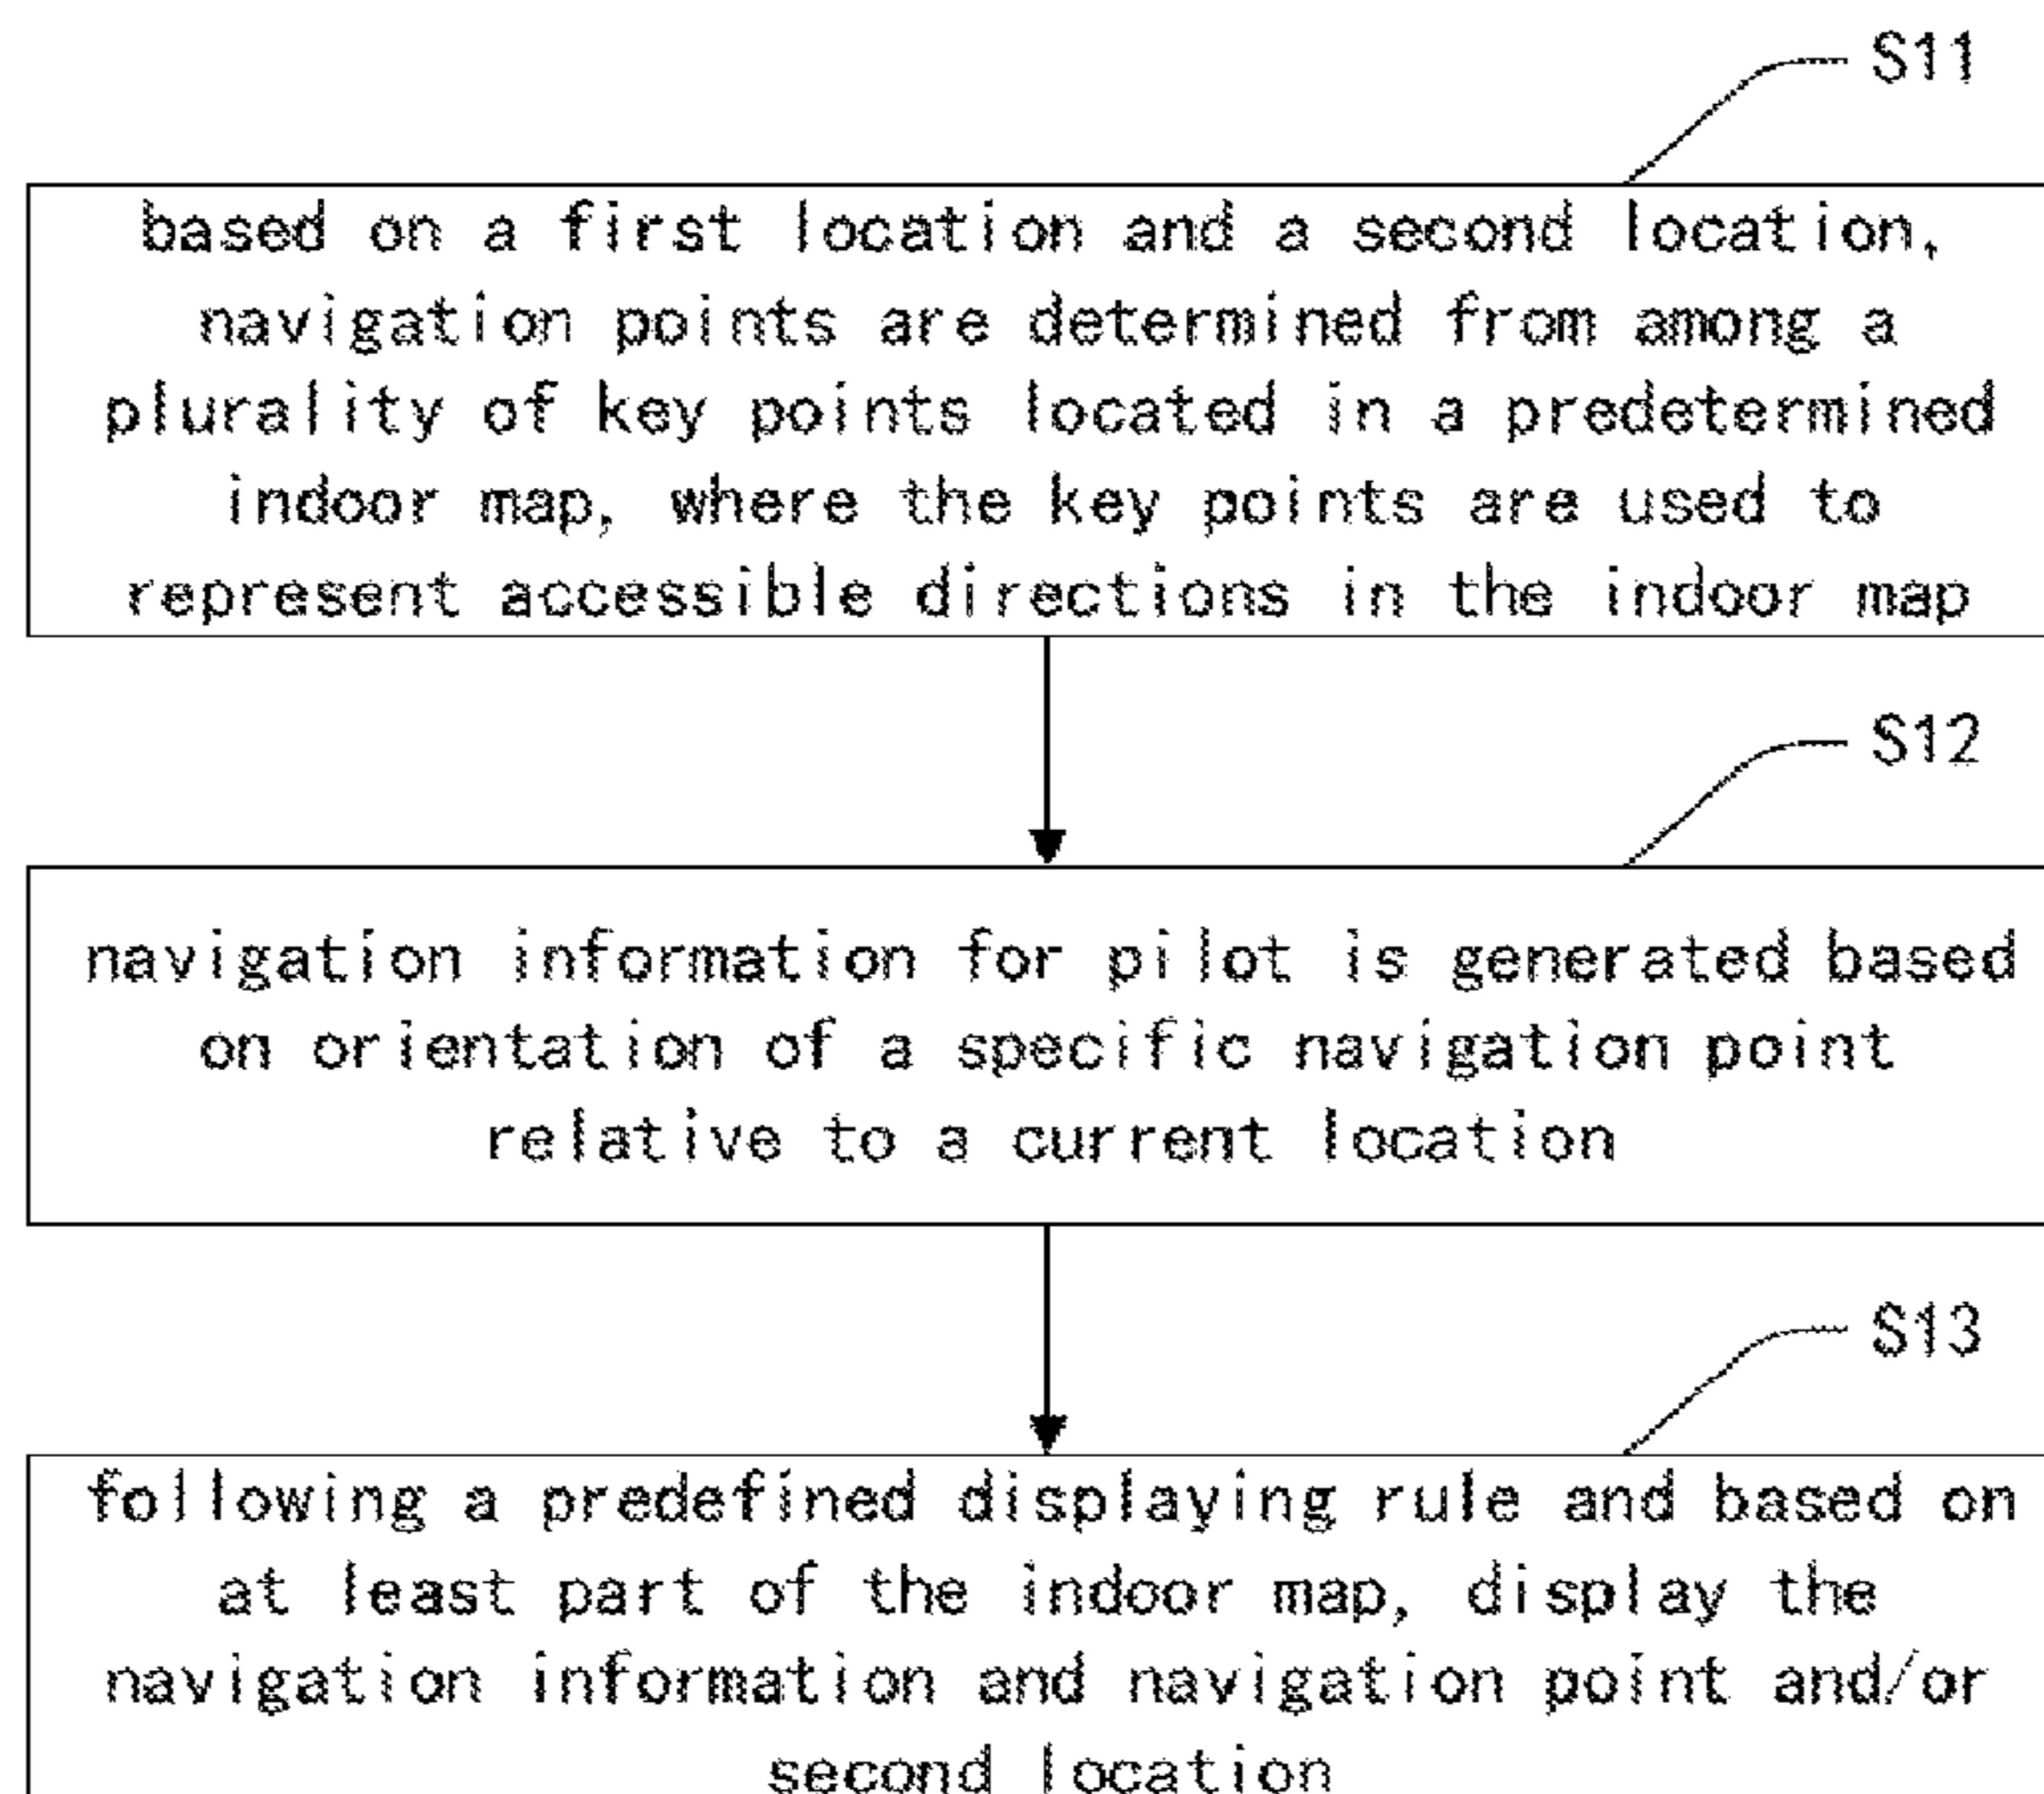 S11
based on a first location and a second location,
navigation points are determined from among a
plurality of key points located in a predetermined
indoor map, where the key points are used to
represent accessible directions in the indoor map
S12
navigation information for pilot is generated based
on orientation of a specific navigation point
relative to a current location
S13
following a predefined displaying rule and based on
at least part of the indoor map, display the
navigation information and navigation point and/or
second location